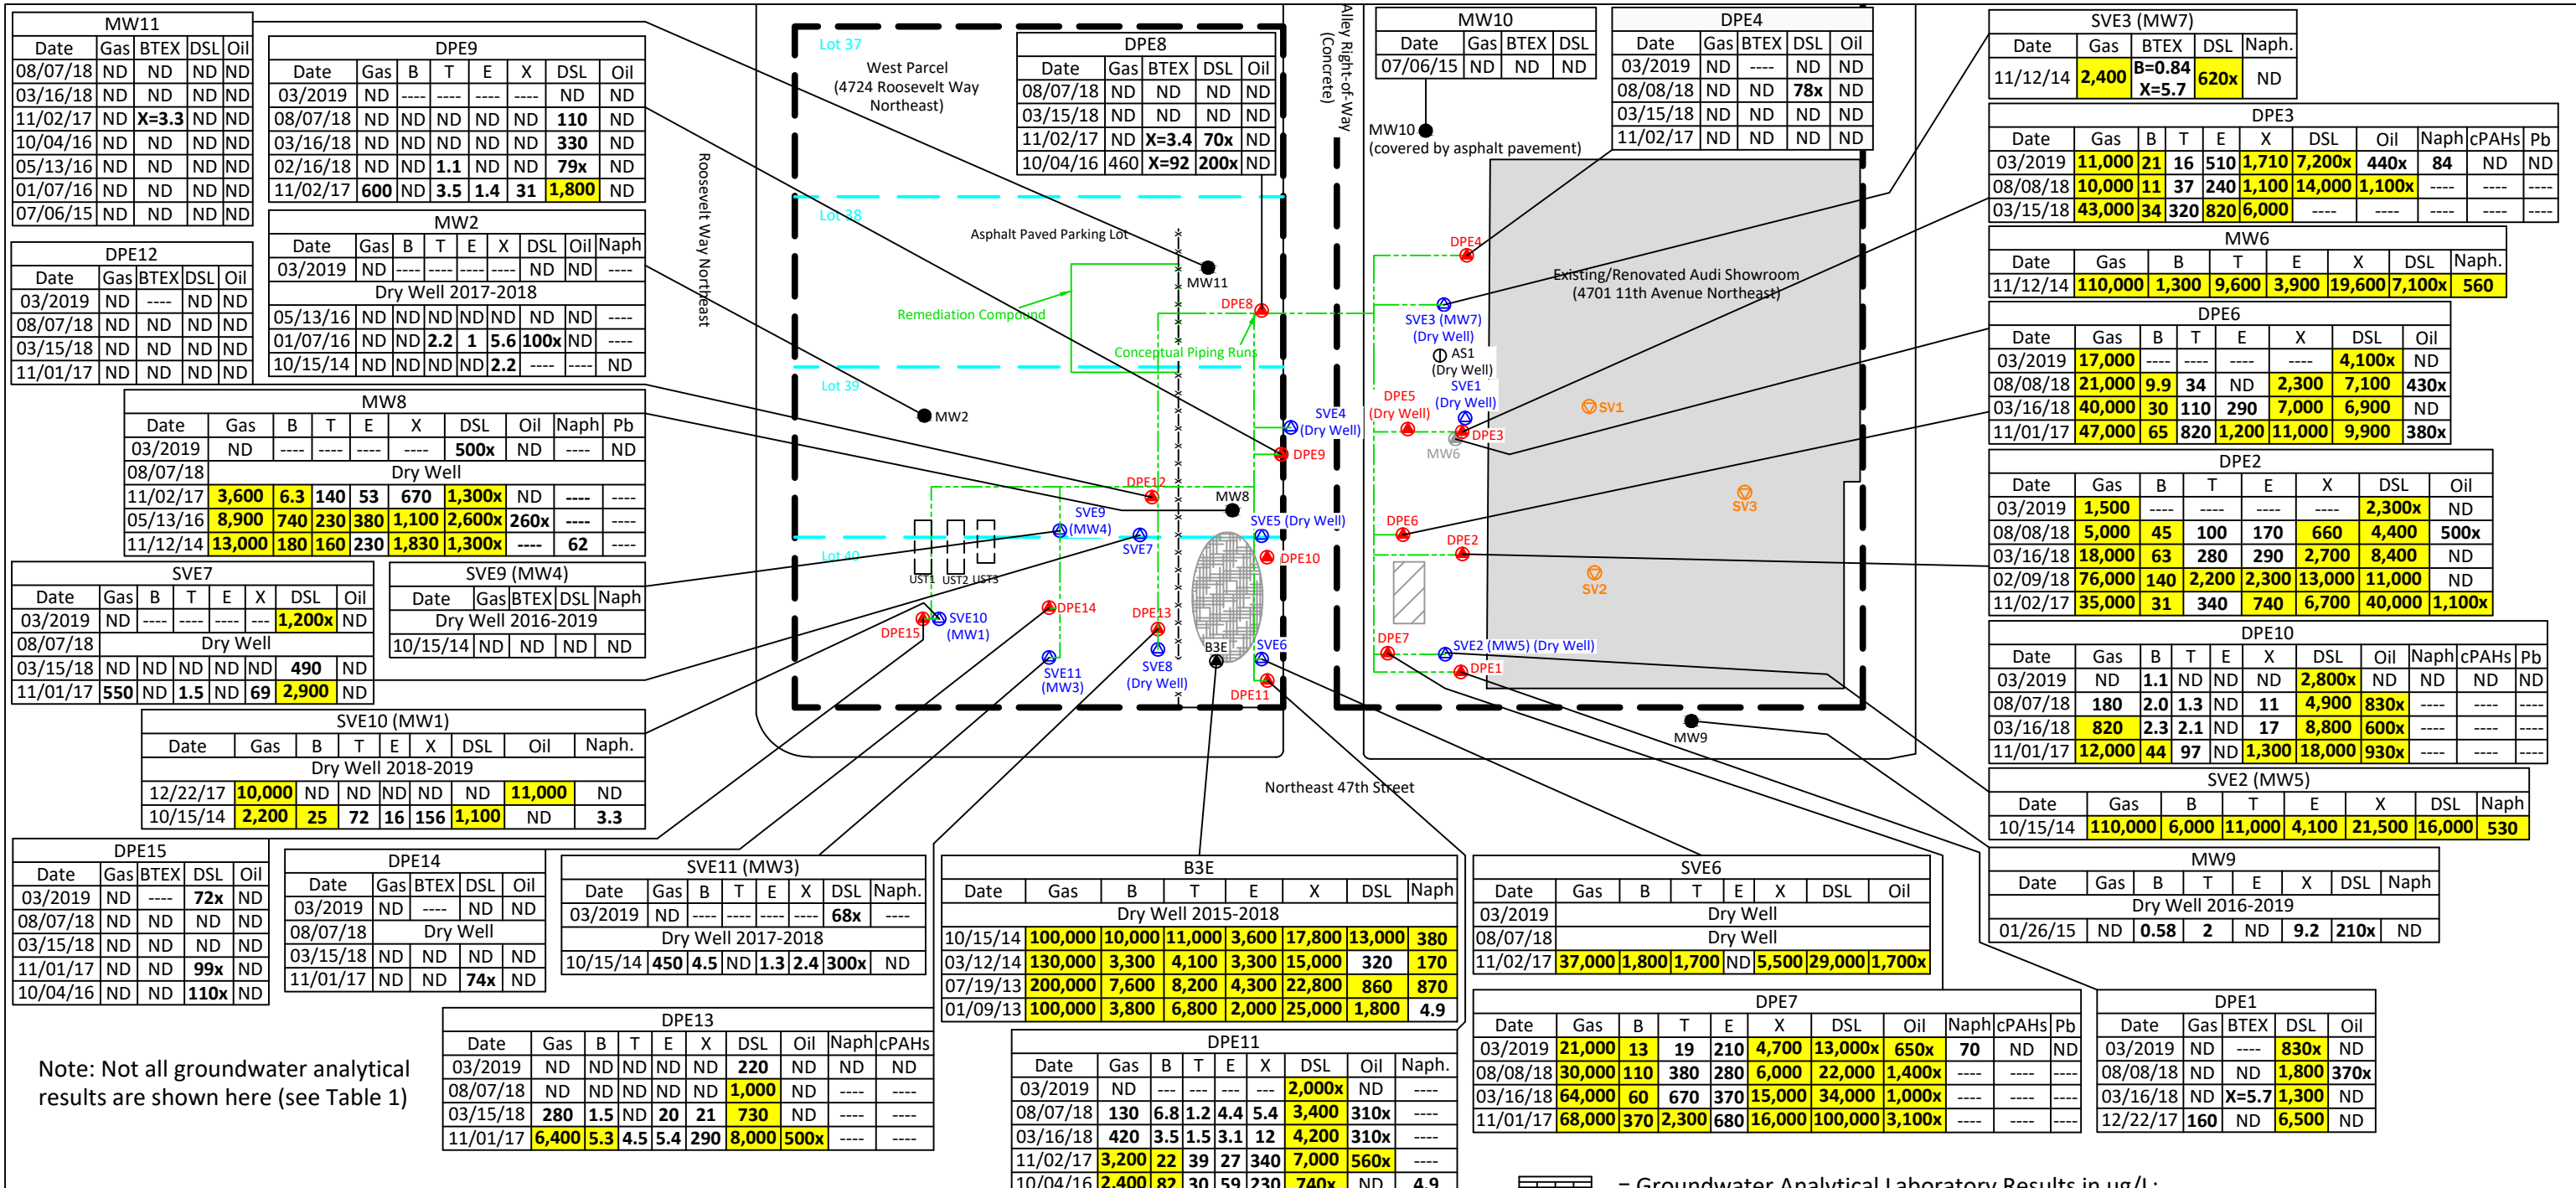 MW11
Date Gas BTEX DSL Oil
08/07/18 ND ND ND ND
03/16/18 ND ND ND ND
11/02/17 ND X=3.3 ND ND
10/04/16 ND ND ND ND
05/13/16 ND ND ND ND
01/07/16 ND ND ND ND
07/06/15 ND ND ND ND
DPE9
Date Gas B T E X DSL Oil
03/2019 ND ---- ---- ---- ---- ND ND
08/07/18 ND ND ND ND ND 110 ND
03/16/18 ND ND ND ND ND 330 ND
02/16/18 ND ND 1.1 ND ND 79x ND
11/02/17 600 ND 3.5 1.4 31 1,800 ND
MW2
Date Gas B T E X DSL Oil Naph
03/2019 ND ---- ---- ---- ---- ND ND ----
Dry Well 2017-2018
05/13/16 ND ND ND ND ND ND ND ----
01/07/16 ND ND 2.2 1 5.6 100x ND ----
10/15/14 ND ND ND ND 2.2 ---- ---- ND
DPE12
Date Gas BTEX DSL Oil
03/2019 ND ---- ND ND
08/07/18 ND ND ND ND
03/15/18 ND ND ND ND
11/01/17 ND ND ND ND
MW8
Date Gas B T E X DSL Oil Naph Pb
03/2019 ND ---- ---- ---- ---- 500x ND ---- ND
08/07/18 Dry Well
11/02/17 3,600 6.3 140 53 670 1,300x ND ---- ----
05/13/16 8,900 740 230 380 1,100 2,600x 260x ---- ----
11/12/14 13,000 180 160 230 1,830 1,300x ---- 62 ----
SVE7
Date Gas B T E X DSL Oil
03/2019 ND ---- ---- ---- --- 1,200x ND
08/07/18 Dry Well
03/15/18 ND ND ND ND ND 490 ND
11/01/17 550 ND 1.5 ND 69 2,900 ND
SVE9 (MW4)
Date Gas BTEX DSL Naph
Dry Well 2016-2019
10/15/14 ND ND ND ND
SVE10 (MW1)
Date Gas B T E X DSL Oil Naph.
Dry Well 2018-2019
12/22/17 10,000 ND ND ND ND ND 11,000 ND
10/15/14 2,200 25 72 16 156 1,100 ND 3.3
DPE15
Date Gas BTEX DSL Oil
03/2019 ND ---- 72x ND
08/07/18 ND ND ND ND
03/15/18 ND ND ND ND
11/01/17 ND ND 99x ND
10/04/16 ND ND 110x ND
DPE14
Date Gas BTEX DSL Oil
03/2019 ND ---- ND ND
08/07/18 Dry Well
03/15/18 ND ND ND ND
11/01/17 ND ND 74x ND
SVE11 (MW3)
Date Gas B T E X DSL Naph.
03/2019 ND ---- ---- ---- ---- 68x ----
Dry Well 2017-2018
10/15/14 450 4.5 ND 1.3 2.4 300x ND
DPE13
Date Gas B T E X DSL Oil Naph cPAHs
03/2019 ND ND ND ND ND 220 ND ND ND
08/07/18 ND ND ND ND ND 1,000 ND ---- ----
03/15/18 280 1.5 ND 20 21 730 ND ---- ----
11/01/17 6,400 5.3 4.5 5.4 290 8,000 500x ---- ----
Note: Not all groundwater analytical
results are shown here (see Table 1)
Roosevelt Way Northeast
Lot 37
West Parcel
(4724 Roosevelt Way
Northeast)
DPE8
Date Gas BTEX DSL Oil
08/07/18 ND ND ND ND
03/15/18 ND ND ND ND
11/02/17 ND X=3.4 70x ND
10/04/16 460 X=92 200x ND
Lot 38
Asphalt Paved Parking Lot
MW11
DPE8
Remediation Compound
Conceptual Piping Runs
Lot 39
MW2
SVE4
(Dry Well)
DPE9
DPE12
MW8
SVE9
(MW4)
SVE5 (Dry Well)
SVE7
Lot 40
DPE10
UST1 UST2 UST3
DPE14
DPE13
DPE15
SVE10
(MW1)
B3E
SVE6
SVE11
(MW3)
SVE8
(Dry Well)
DPE11
Northeast 47th Street
Alley Right-of-Way
(Concrete)
MW10
Date Gas BTEX DSL
07/06/15 ND ND ND
MW10
(covered by asphalt pavement)
DPE4
Date Gas BTEX DSL Oil
03/2019 ND ---- ND ND
08/08/18 ND ND 78x ND
03/15/18 ND ND ND ND
11/02/17 ND ND ND ND
DPE4
Existing/Renovated Audi Showroom
(4701 11th Avenue Northeast)
SVE3 (MW7)
(Dry Well)
AS1
(Dry Well)
SVE1
(Dry Well)
DPE5
(Dry Well)
DPE3
MW6
SV1
SV3
DPE6
DPE2
SV2
DPE7
SVE2 (MW5) (Dry Well)
DPE1
MW9
SVE3 (MW7)
Date Gas BTEX DSL Naph.
11/12/14 2,400 B=0.84 X=5.7 620x ND
DPE3
Date Gas B T E X DSL Oil Naph cPAHs Pb
03/2019 11,000 21 16 510 1,710 7,200x 440x 84 ND ND
08/08/18 10,000 11 37 240 1,100 14,000 1,100x ---- ---- ----
03/15/18 43,000 34 320 820 6,000 ---- ---- ---- ---- ----
MW6
Date Gas B T E X DSL Naph.
11/12/14 110,000 1,300 9,600 3,900 19,600 7,100x 560
DPE6
Date Gas B T E X DSL Oil
03/2019 17,000 ---- ---- ---- ---- 4,100x ND
08/08/18 21,000 9.9 34 ND 2,300 7,100 430x
03/16/18 40,000 30 110 290 7,000 6,900 ND
11/01/17 47,000 65 820 1,200 11,000 9,900 380x
DPE2
Date Gas B T E X DSL Oil
03/2019 1,500 ---- ---- ---- ---- 2,300x ND
08/08/18 5,000 45 100 170 660 4,400 500x
03/16/18 18,000 63 280 290 2,700 8,400 ND
02/09/18 76,000 140 2,200 2,300 13,000 11,000 ND
11/02/17 35,000 31 340 740 6,700 40,000 1,100x
DPE10
Date Gas B T E X DSL Oil Naph cPAHs Pb
03/2019 ND 1.1 ND ND ND 2,800x ND ND ND ND
08/07/18 180 2.0 1.3 ND 11 4,900 830x ---- ---- ----
03/16/18 820 2.3 2.1 ND 17 8,800 600x ---- ---- ----
11/01/17 12,000 44 97 ND 1,300 18,000 930x ---- ---- ----
SVE2 (MW5)
Date Gas B T E X DSL Naph
10/15/14 110,000 6,000 11,000 4,100 21,500 16,000 530
MW9
Date Gas B T E X DSL Naph
Dry Well 2016-2019
01/26/15 ND 0.58 2 ND 9.2 210x ND
B3E
Date Gas B T E X DSL Naph
Dry Well 2015-2018
10/15/14 100,000 10,000 11,000 3,600 17,800 13,000 380
03/12/14 130,000 3,300 4,100 3,300 15,000 320 170
07/19/13 200,000 7,600 8,200 4,300 22,800 860 870
01/09/13 100,000 3,800 6,800 2,000 25,000 1,800 4.9
SVE6
Date Gas B T E X DSL Oil
03/2019 Dry Well
08/07/18 Dry Well
11/02/17 37,000 1,800 1,700 ND 5,500 29,000 1,700x
DPE11
Date Gas B T E X DSL Oil Naph.
03/2019 ND --- --- --- --- 2,000x ND ----
08/07/18 130 6.8 1.2 4.4 5.4 3,400 310x ----
03/16/18 420 3.5 1.5 3.1 12 4,200 310x ----
11/02/17 3,200 22 39 27 340 7,000 560x ----
10/04/16 2,400 82 30 59 230 740x ND 4.9
DPE7
Date Gas B T E X DSL Oil Naph cPAHs Pb
03/2019 21,000 13 19 210 4,700 13,000x 650x 70 ND ND
08/08/18 30,000 110 380 280 6,000 22,000 1,400x ---- ---- ----
03/16/18 64,000 60 670 370 15,000 34,000 1,000x ---- ---- ----
11/01/17 68,000 370 2,300 680 16,000 100,000 3,100x ---- ---- ----
DPE1
Date Gas BTEX DSL Oil
03/2019 ND ---- 830x ND
08/08/18 ND ND 1,800 370x
03/16/18 ND X=5.7 1,300 ND
12/22/17 160 ND 6,500 ND
= Groundwater Analytical Laboratory Results in ug/L: